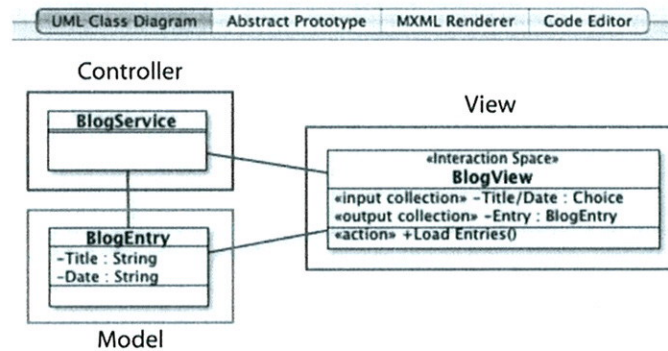 UML Class Diagram Abstract Prototype MXML Renderer Code Editor
Controller
BlogService
View
«Interaction Space»
BlogView
«input collection» -Title/Date : Choice
«output collection» -Entry : BlogEntry
«action» +Load Entries()
BlogEntry
-Title : String
-Date : String
Model